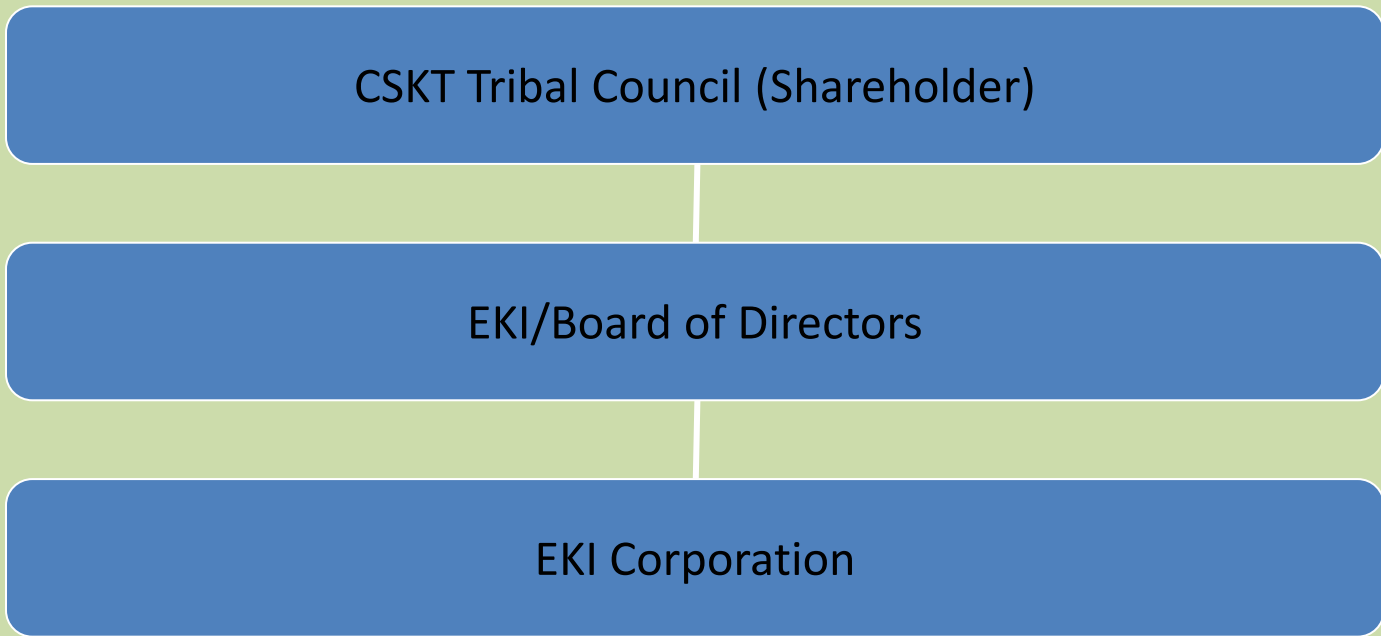 CSKT Tribal Council (Shareholder)
EKI/Board of Directors
EKI Corporation